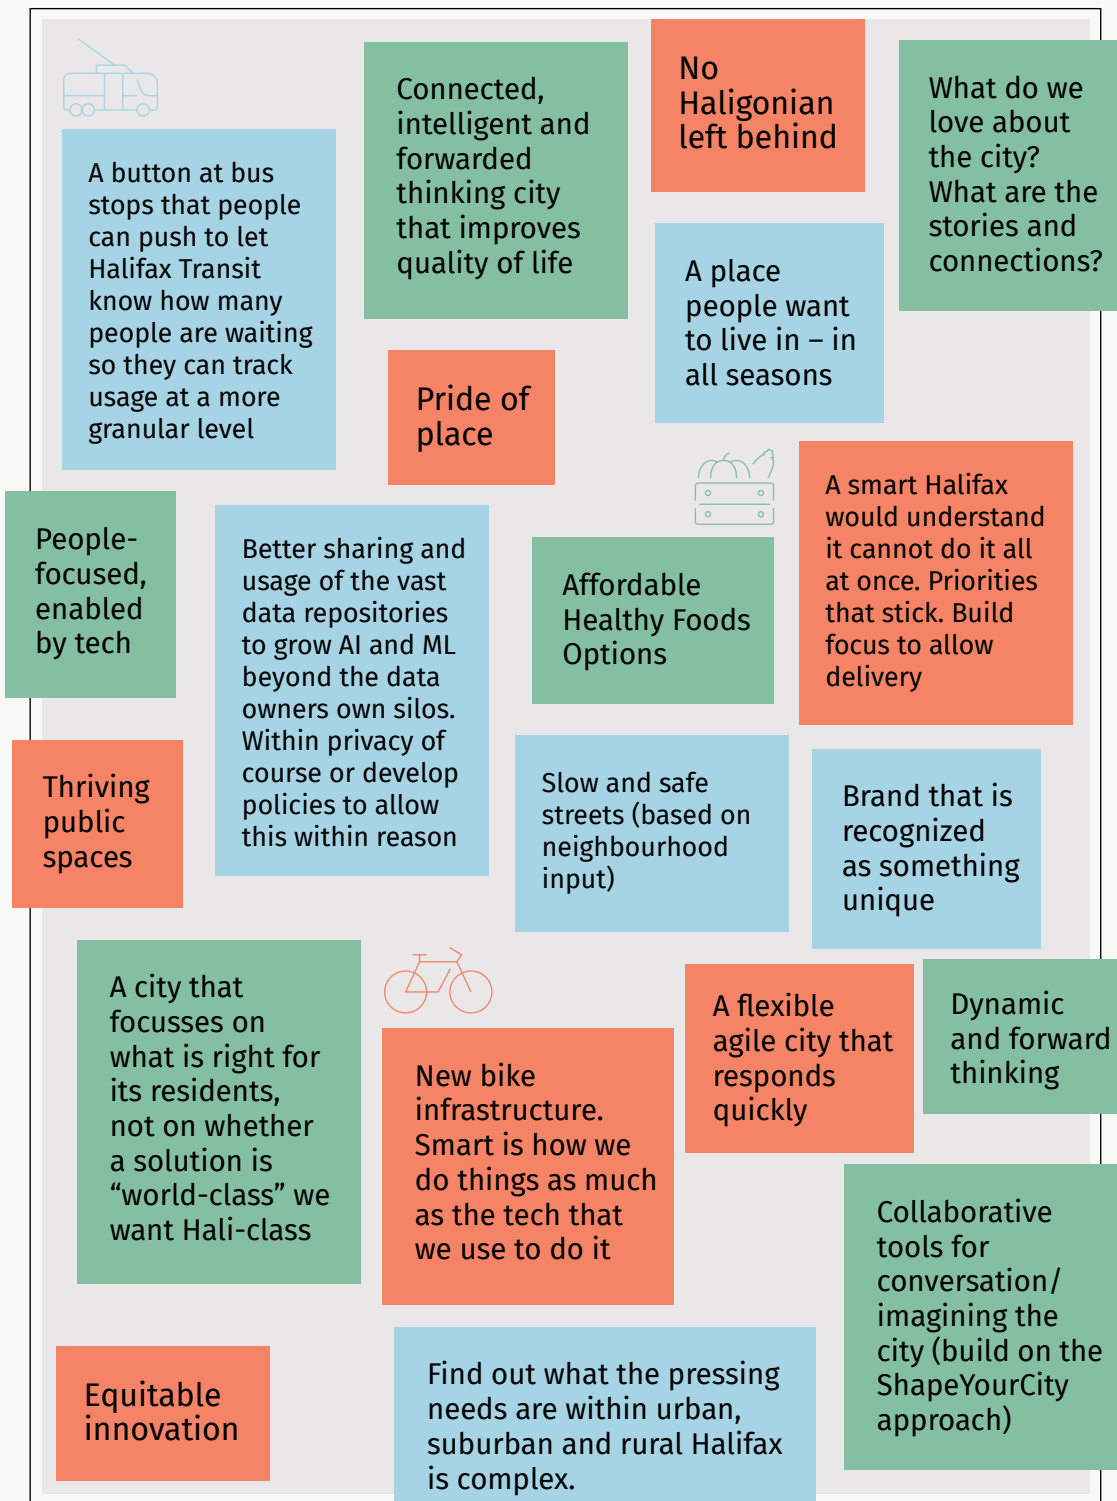 A button at bus
stops that people
can push to let
Halifax Transit
know how many
people are waiting
so they can track
usage at a more
granular level
Connected,
intelligent and
forwarded
thinking city
that improves
quality of life
No
Haligonian
left behind
What do we
love about
the city?
What are the
stories and
connections?
A place
people want
to live in – in
all seasons
Pride of
place
People-
focused,
enabled
by tech
Better sharing and
usage of the vast
data repositories
to grow AI and ML
beyond the data
owners own silos.
Within privacy of
course or develop
policies to allow
this within reason
Affordable
Healthy Foods
Options
A smart Halifax
would understand
it cannot do it all
at once. Priorities
that stick. Build
focus to allow
delivery
Thriving
public
spaces
Slow and safe
streets (based on
neighbourhood
input)
Brand that is
recognized
as something
unique
A city that
focusses on
what is right for
its residents,
not on whether
a solution is
“world-class” we
want Hali-class
New bike
infrastructure.
Smart is how we
do things as much
as the tech that
we use to do it
A flexible
agile city that
responds
quickly
Dynamic
and forward
thinking
Collaborative
tools for
conversation/
imagining the
city (build on the
ShapeYourCity
approach)
Equitable
innovation
Find out what the pressing
needs are within urban,
suburban and rural Halifax
is complex.